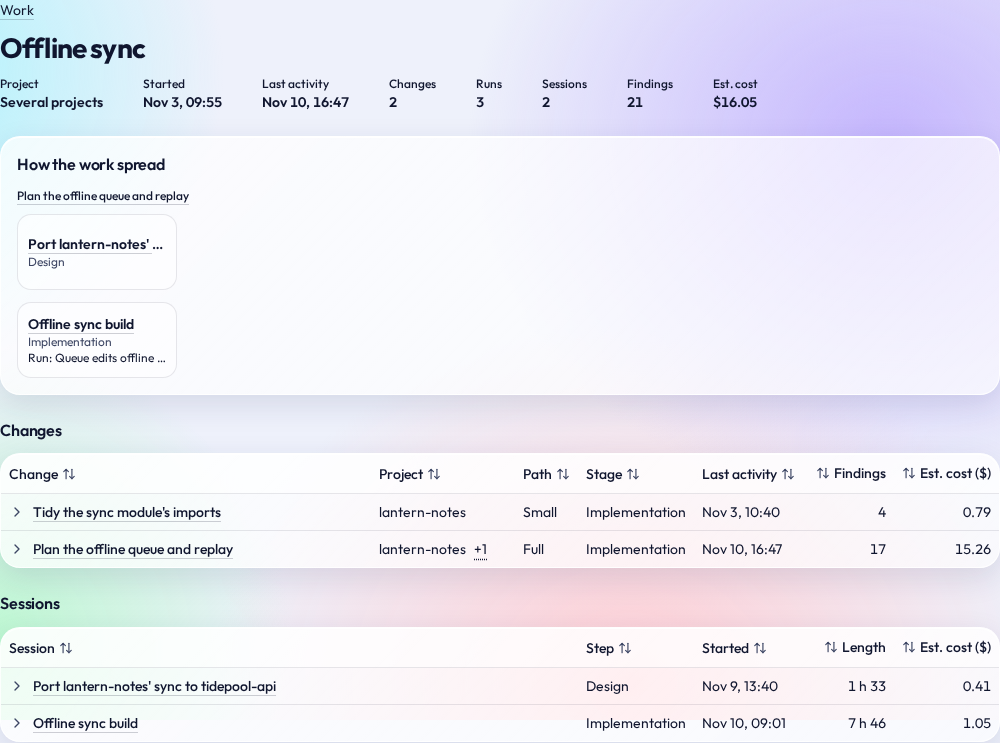 Work
Offline sync
Project Started Last activity Changes Runs Sessions Findings Est. cost
Several projects Nov 3, 09:55 Nov 10, 16:47 2 3 2 21 $16.05
How the work spread
Plan the offline queue and replay
Port lantern-notes' ...
Design
Offline sync build
Implementation
Run: Queue edits offline ...
Changes
Change Project Path Stage Last activity Findings Est. cost ($)
Tidy the sync module's imports lantern-notes Small Implementation Nov 3, 10:40 4 0.79
Plan the offline queue and replay lantern-notes +1 Full Implementation Nov 10, 16:47 17 15.26
Sessions
Session Step Started Length Est. cost ($)
Port lantern-notes' sync to tidepool-api Design Nov 9, 13:40 1 h 33 0.41
Offline sync build Implementation Nov 10, 09:01 7 h 46 1.05